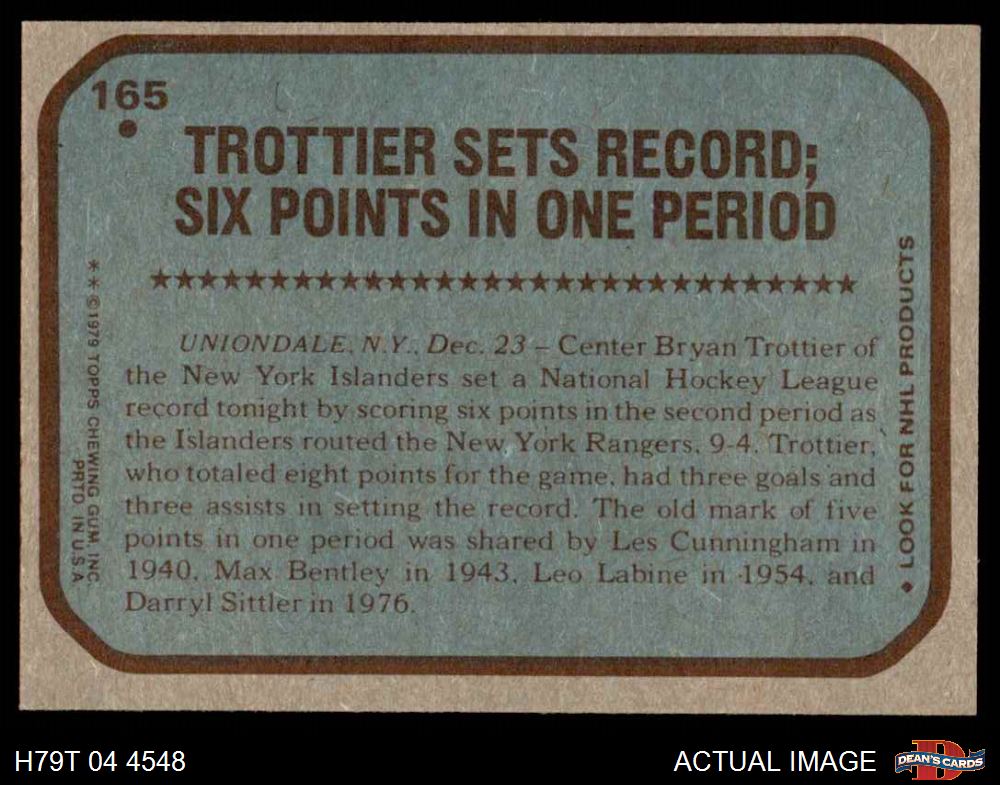 165
TROTTIER SETS RECORD;
SIX POINTS IN ONE PERIOD
UNIONDALE, N.Y., Dec. 23 – Center Bryan Trottier of
the New York Islanders set a National Hockey League
record tonight by scoring six points in the second period as
the Islanders routed the New York Rangers, 9-4. Trottier,
who totaled eight points for the game, had three goals and
three assists in setting the record. The old mark of five
points in one period was shared by Les Cunningham in
1940, Max Bentley in 1943, Leo Labine in 1954, and
Darryl Sittler in 1976.
* * © 1979 TOPPS CHEWING GUM, INC.
PRTD. IN U.S.A.
LOOK FOR NHL PRODUCTS
H79T 04 4548
ACTUAL IMAGE
D
DEAN'S CARDS